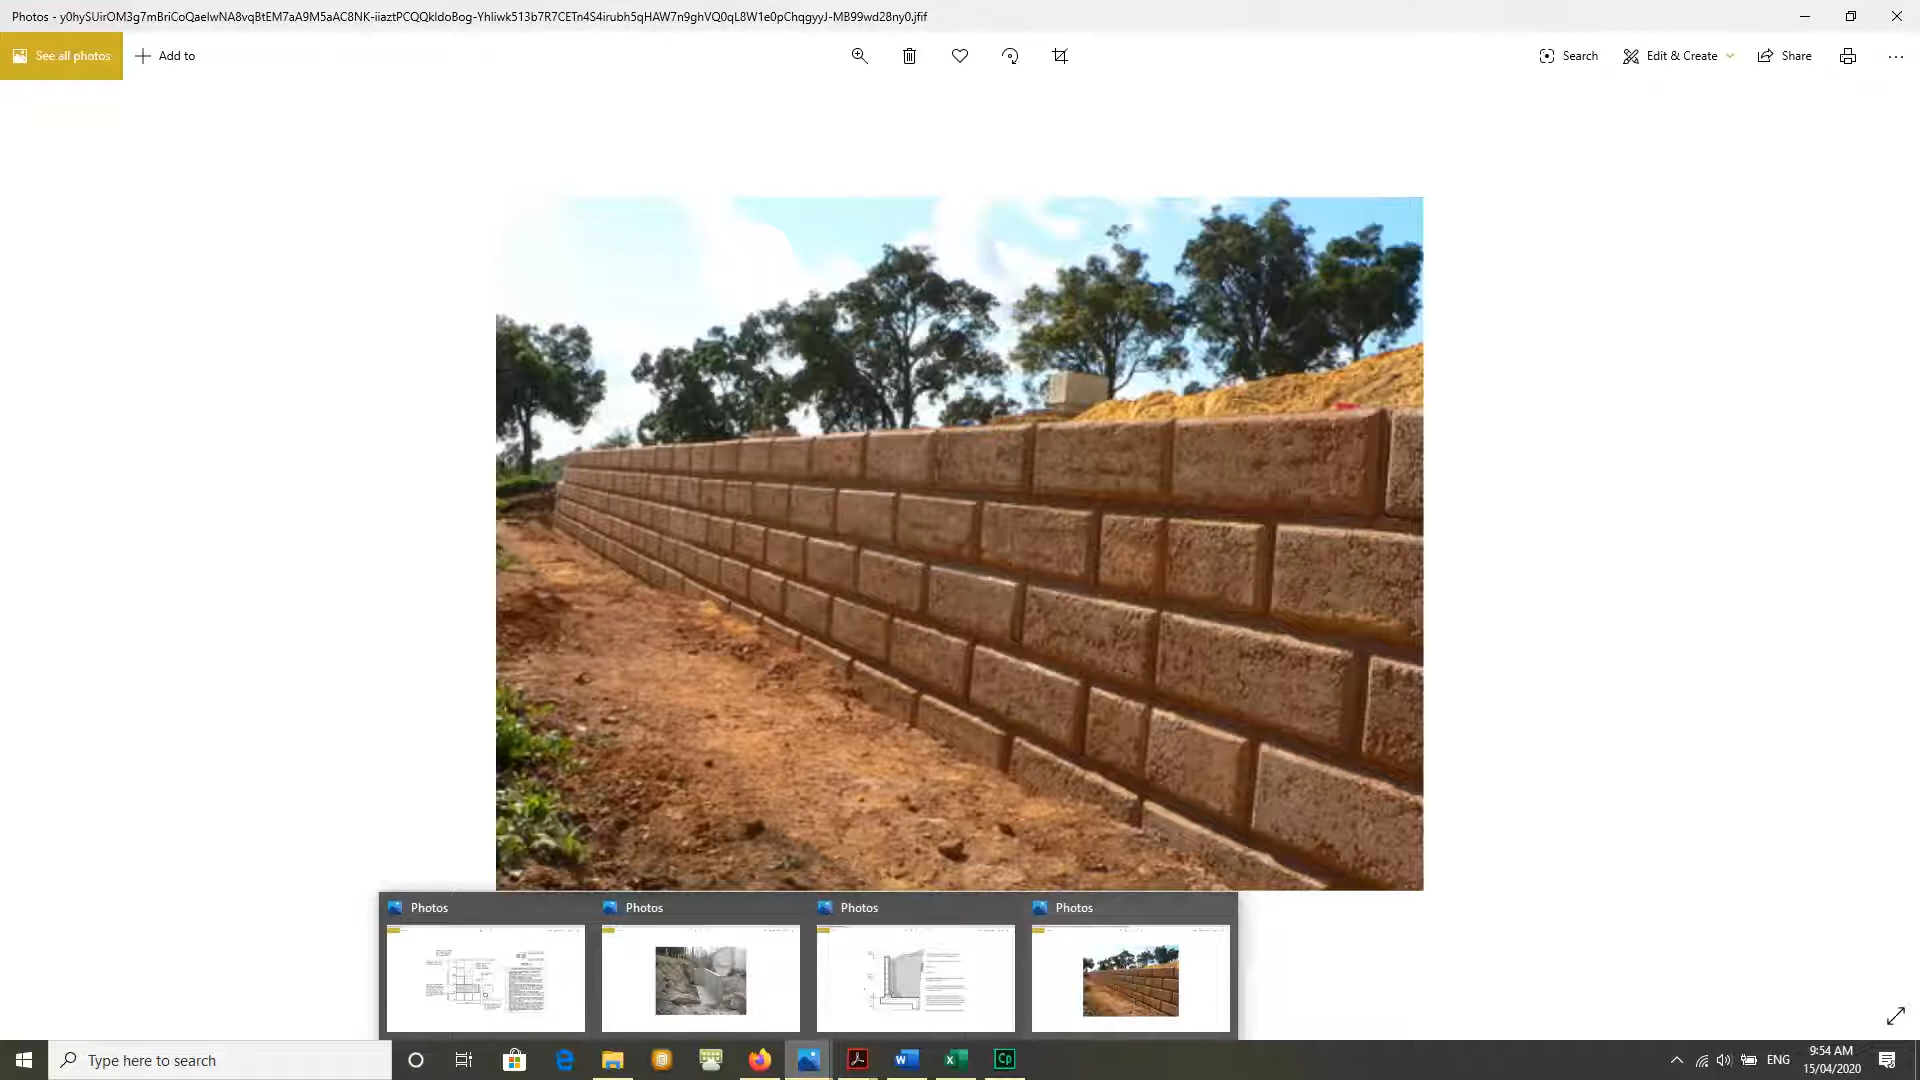 Photos - y0hySUirOM3g7mBriCoQaeIwNA8vqBtEM7aA9M5aAC8NK-iiaztPCQQkldoBog-Yhliwk513b7R7CETn4S4irubh5qHAW7n9ghVQ0qL8W1e0pChqgyyJ-MB99wd28ny0.jfif
See all photos
Add to
Search
Edit & Create
Share
Photos
Photos
Photos
Photos
Type here to search
ENG
9:54 AM
15/04/2020